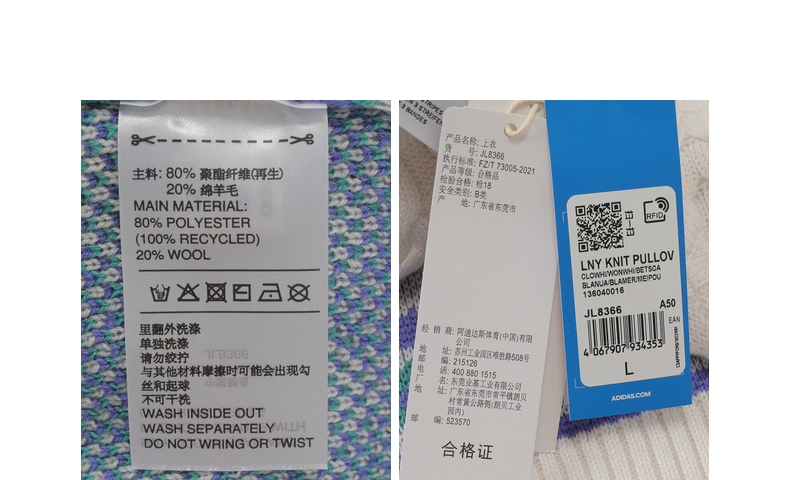 主料: 80% 聚酯纤维(再生)
20% 绵羊毛
MAIN MATERIAL:
80% POLYESTER
(100% RECYCLED)
20% WOOL
里翻外洗涤
单独洗涤
请勿绞拧
与其他材料摩擦时可能会出现勾
丝和起球
不可干洗
WASH INSIDE OUT
WASH SEPARATELY
DO NOT WRING OR TWIST
3 BANDES
产品名称: 上衣
货 号: JL8366
执行标准: FZ/T 73005-2021
产品等级: 合格品
检验合格: 检18
安全类别: B类
产 地: 广东省东莞市
经 销 商: 阿迪达斯体育(中国)有限
公司
地 址: 苏州工业园区唯胜路508号
邮 编: 215126
电 话: 400 880 1515
厂 名: 东莞业基工业有限公司
地 址: 广东省东莞市常平镇朗贝
村常黄公路侧(朗贝工业
园内)
邮 编: 523570
合格证
RFID
LNY KNIT PULLOV
CLOWHI/WONWHI/BETSCA
BLANUA/BLAMER/MEIPOU
136040016
JL8366
A50
EAN
4 067907 934353
L
ADIDAS.COM